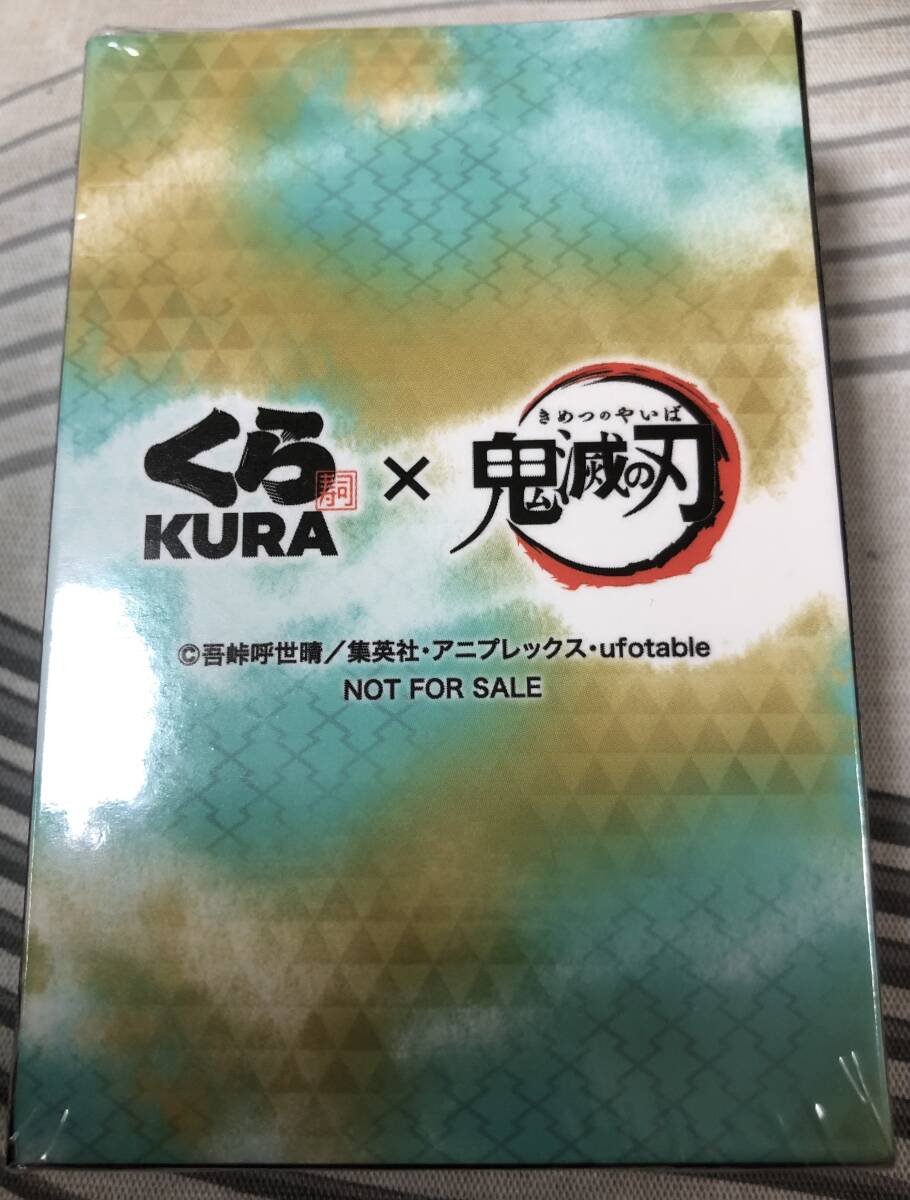 くら寿司
KURA
×
きめつのやいば
鬼滅の刃
©吾峠呼世晴/集英社・アニプレックス・ufotable
NOT FOR SALE